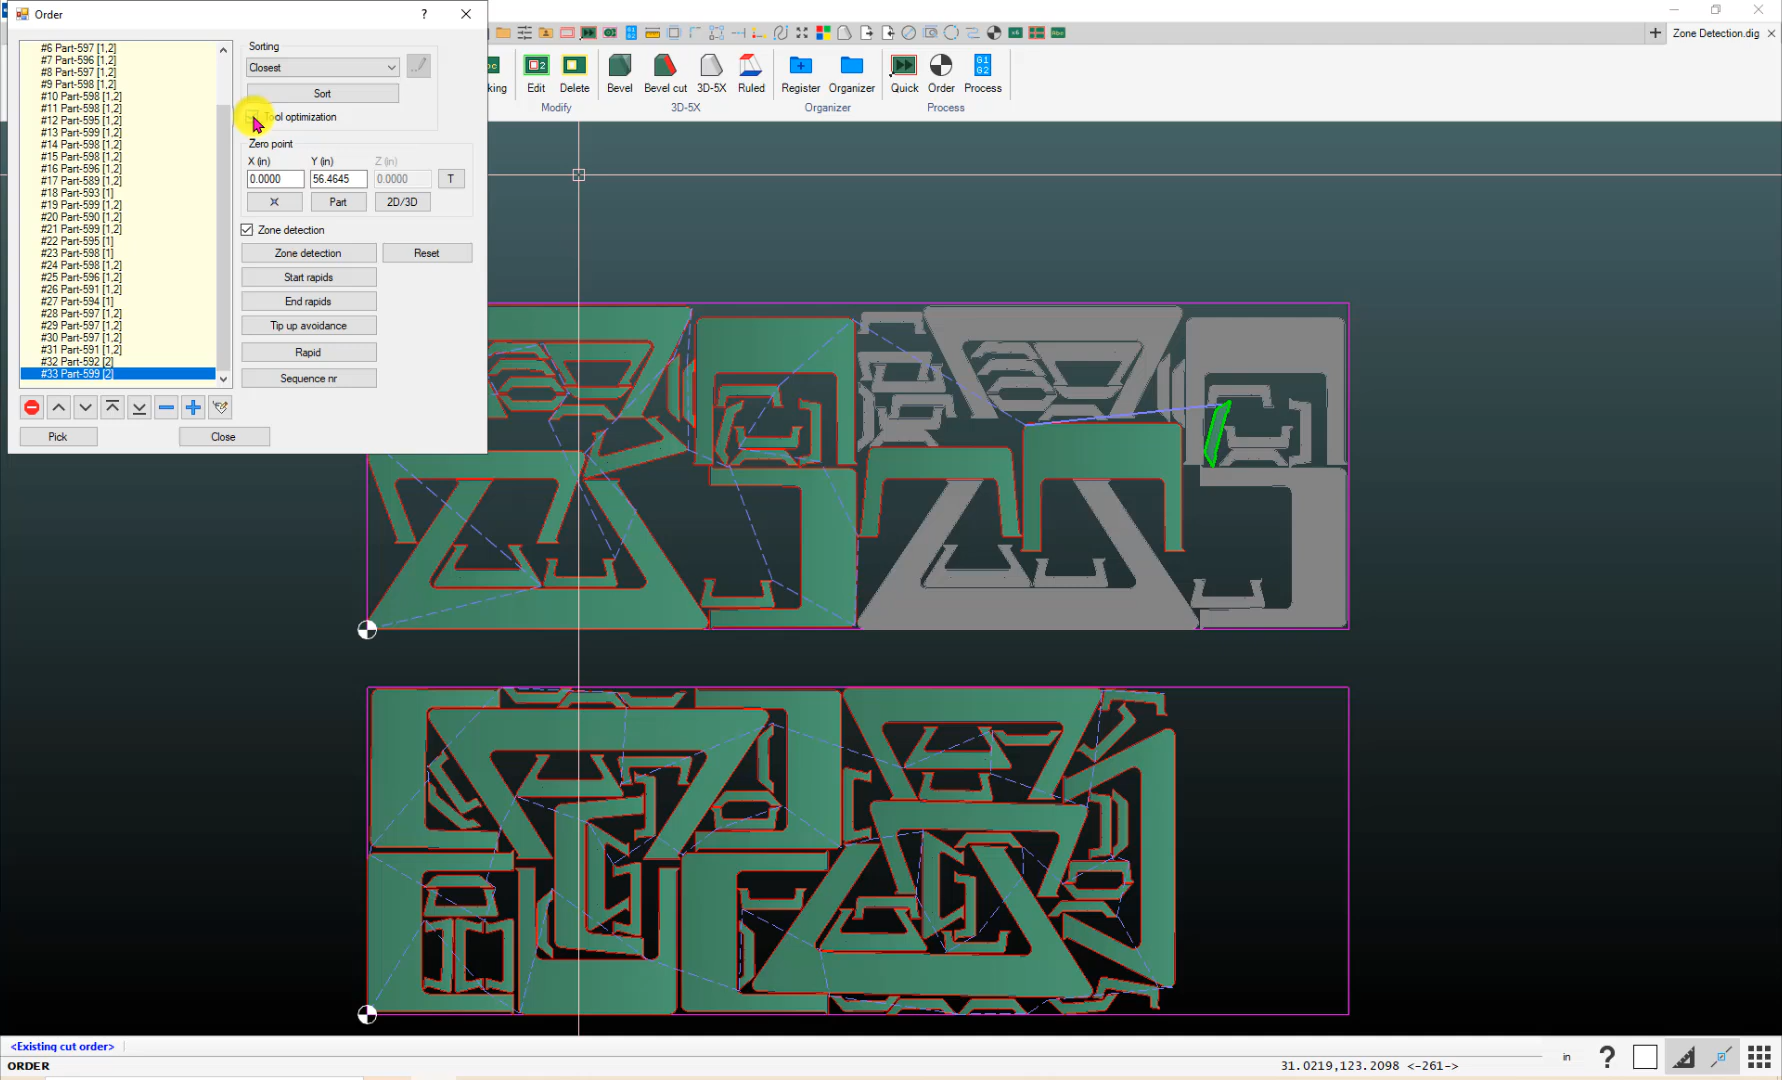 Order
?
#6 Part-597 [1,2]
#7 Part-596 [1,2]
#8 Part-597 [1,2]
#9 Part-598 [1,2]
#10 Part-598 [1,2]
#11 Part-598 [1,2]
#12 Part-595 [1,2]
#13 Part-599 [1,2]
#14 Part-598 [1,2]
#15 Part-598 [1,2]
#16 Part-596 [1,2]
#17 Part-589 [1,2]
#18 Part-593 [1]
#19 Part-599 [1,2]
#20 Part-590 [1,2]
#21 Part-599 [1,2]
#22 Part-595 [1]
#23 Part-598 [1]
#24 Part-598 [1,2]
#25 Part-596 [1,2]
#26 Part-591 [1,2]
#27 Part-594 [1]
#28 Part-597 [1,2]
#29 Part-597 [1,2]
#30 Part-597 [1,2]
#31 Part-591 [1,2]
#32 Part-592 [2]
#33 Part-599 [2]
Pick
Close
Sorting
Closest
Sort
Tool optimization
Zero point
X (in) Y (in) Z (in)
0.0000 56.4645 0.0000 T
Part 2D/3D
Zone detection
Zone detection Reset
Start rapids
End rapids
Tip up avoidance
Rapid
Sequence nr
Zone Detection.dig
king Edit Delete Bevel Bevel cut 3D-5X Ruled Register Organizer Quick Order Process
Modify 3D-5X Organizer Process
G1
G2
<Existing cut order>
ORDER
31.0219,123.2098 <-261->
in
?